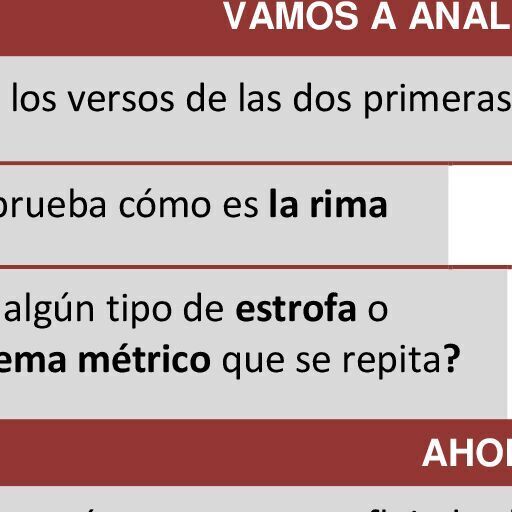 VAMOS A ANAL
los versos de las dos primeras
prueba cómo es la rima
algún tipo de estrofa o
ema métrico que se repita?
AHO